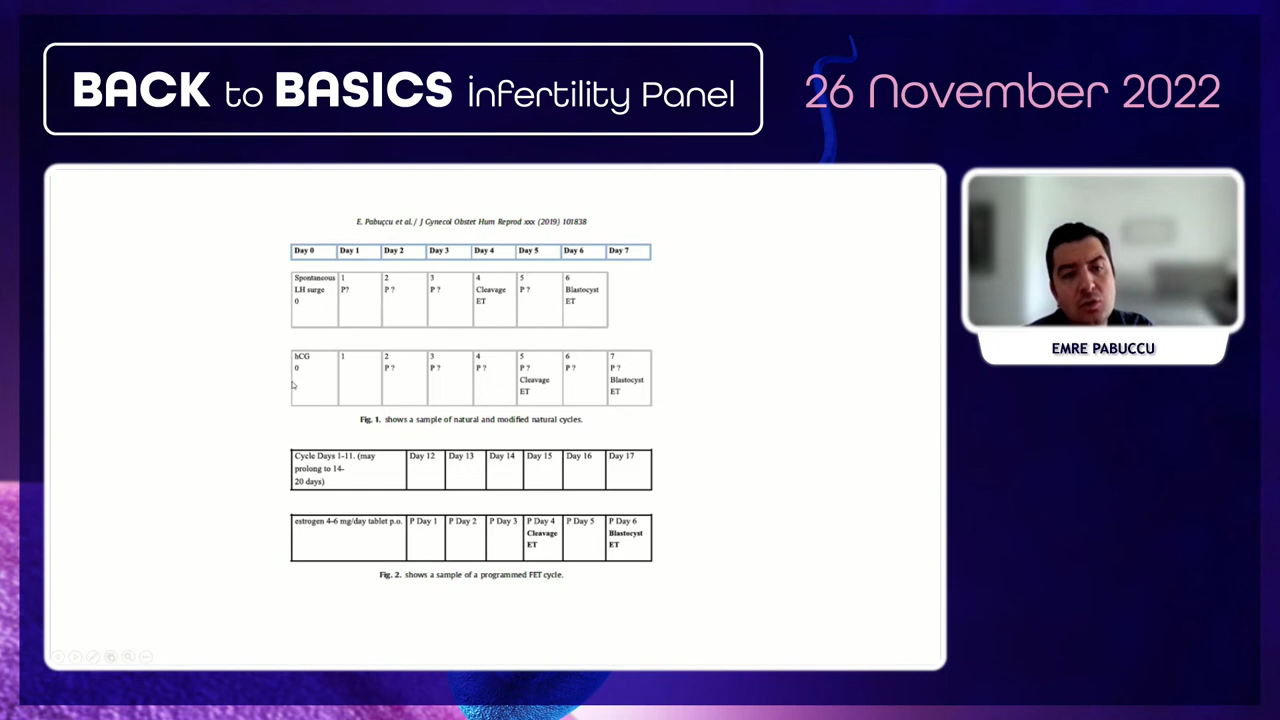 BACK to BASICS İnfertility Panel
26 November 2022
E. Pabuçcu et al. / J Gynecol Obstet Hum Reprod xxx (2019) 101838
Day 0 Day 1 Day 2 Day 3 Day 4 Day 5 Day 6 Day 7
Spontaneous 1 2 3 4 5 6
LH surge P? P ? P ? Cleavage P ? Blastocyst
0 ET ET
hCG 1 2 3 4 5 6 7
0 P ? P ? P ? P ? P ? P ?
Cleavage Blastocyst
ET ET
Fig. 1. shows a sample of natural and modified natural cycles.
Cycle Days 1-11. (may Day 12 Day 13 Day 14 Day 15 Day 16 Day 17
prolong to 14-
20 days)
estrogen 4-6 mg/day tablet p.o. P Day 1 P Day 2 P Day 3 P Day 4 P Day 5 P Day 6
Cleavage Blastocyst
ET ET
Fig. 2. shows a sample of a programmed FET cycle.
EMRE PABUCCU